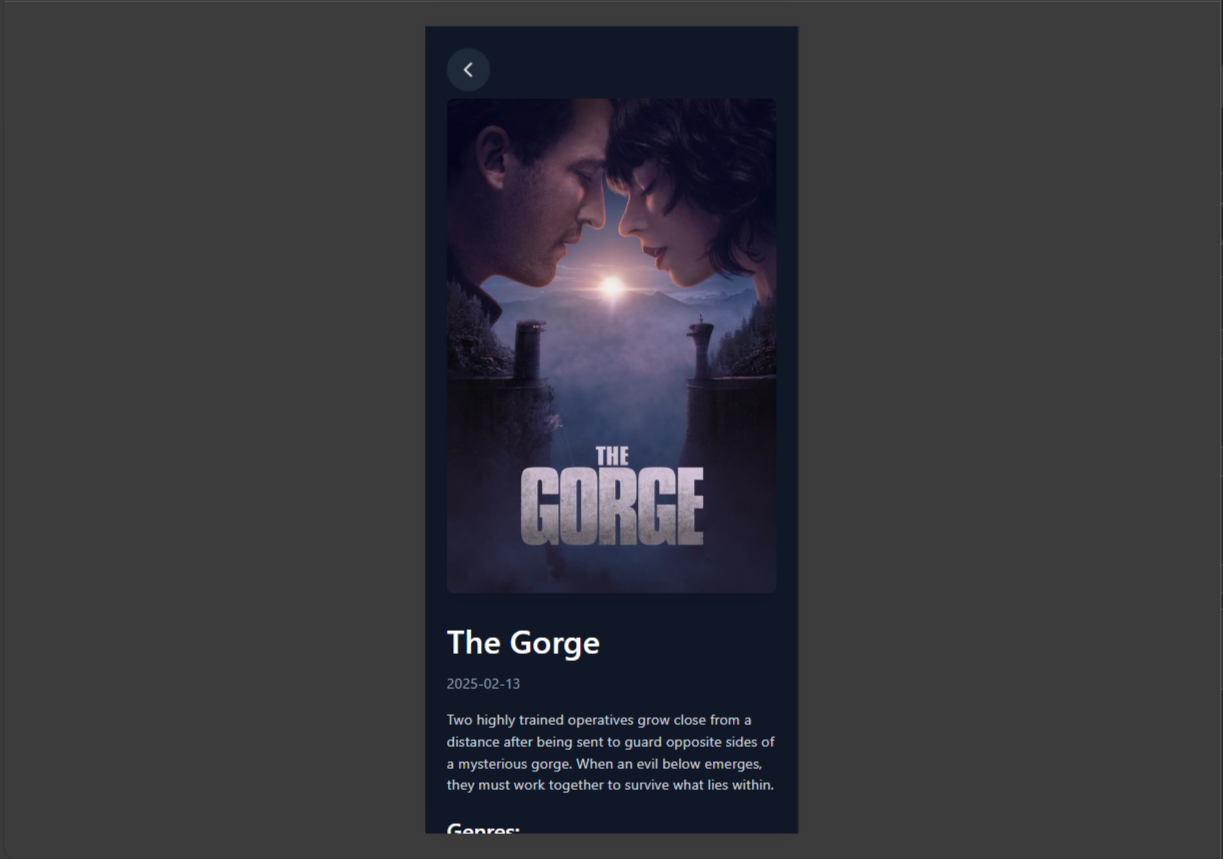 THE
GORGE
The Gorge
2025-02-13
Two highly trained operatives grow close from a
distance after being sent to guard opposite sides of
a mysterious gorge. When an evil below emerges,
they must work together to survive what lies within.
Genres: